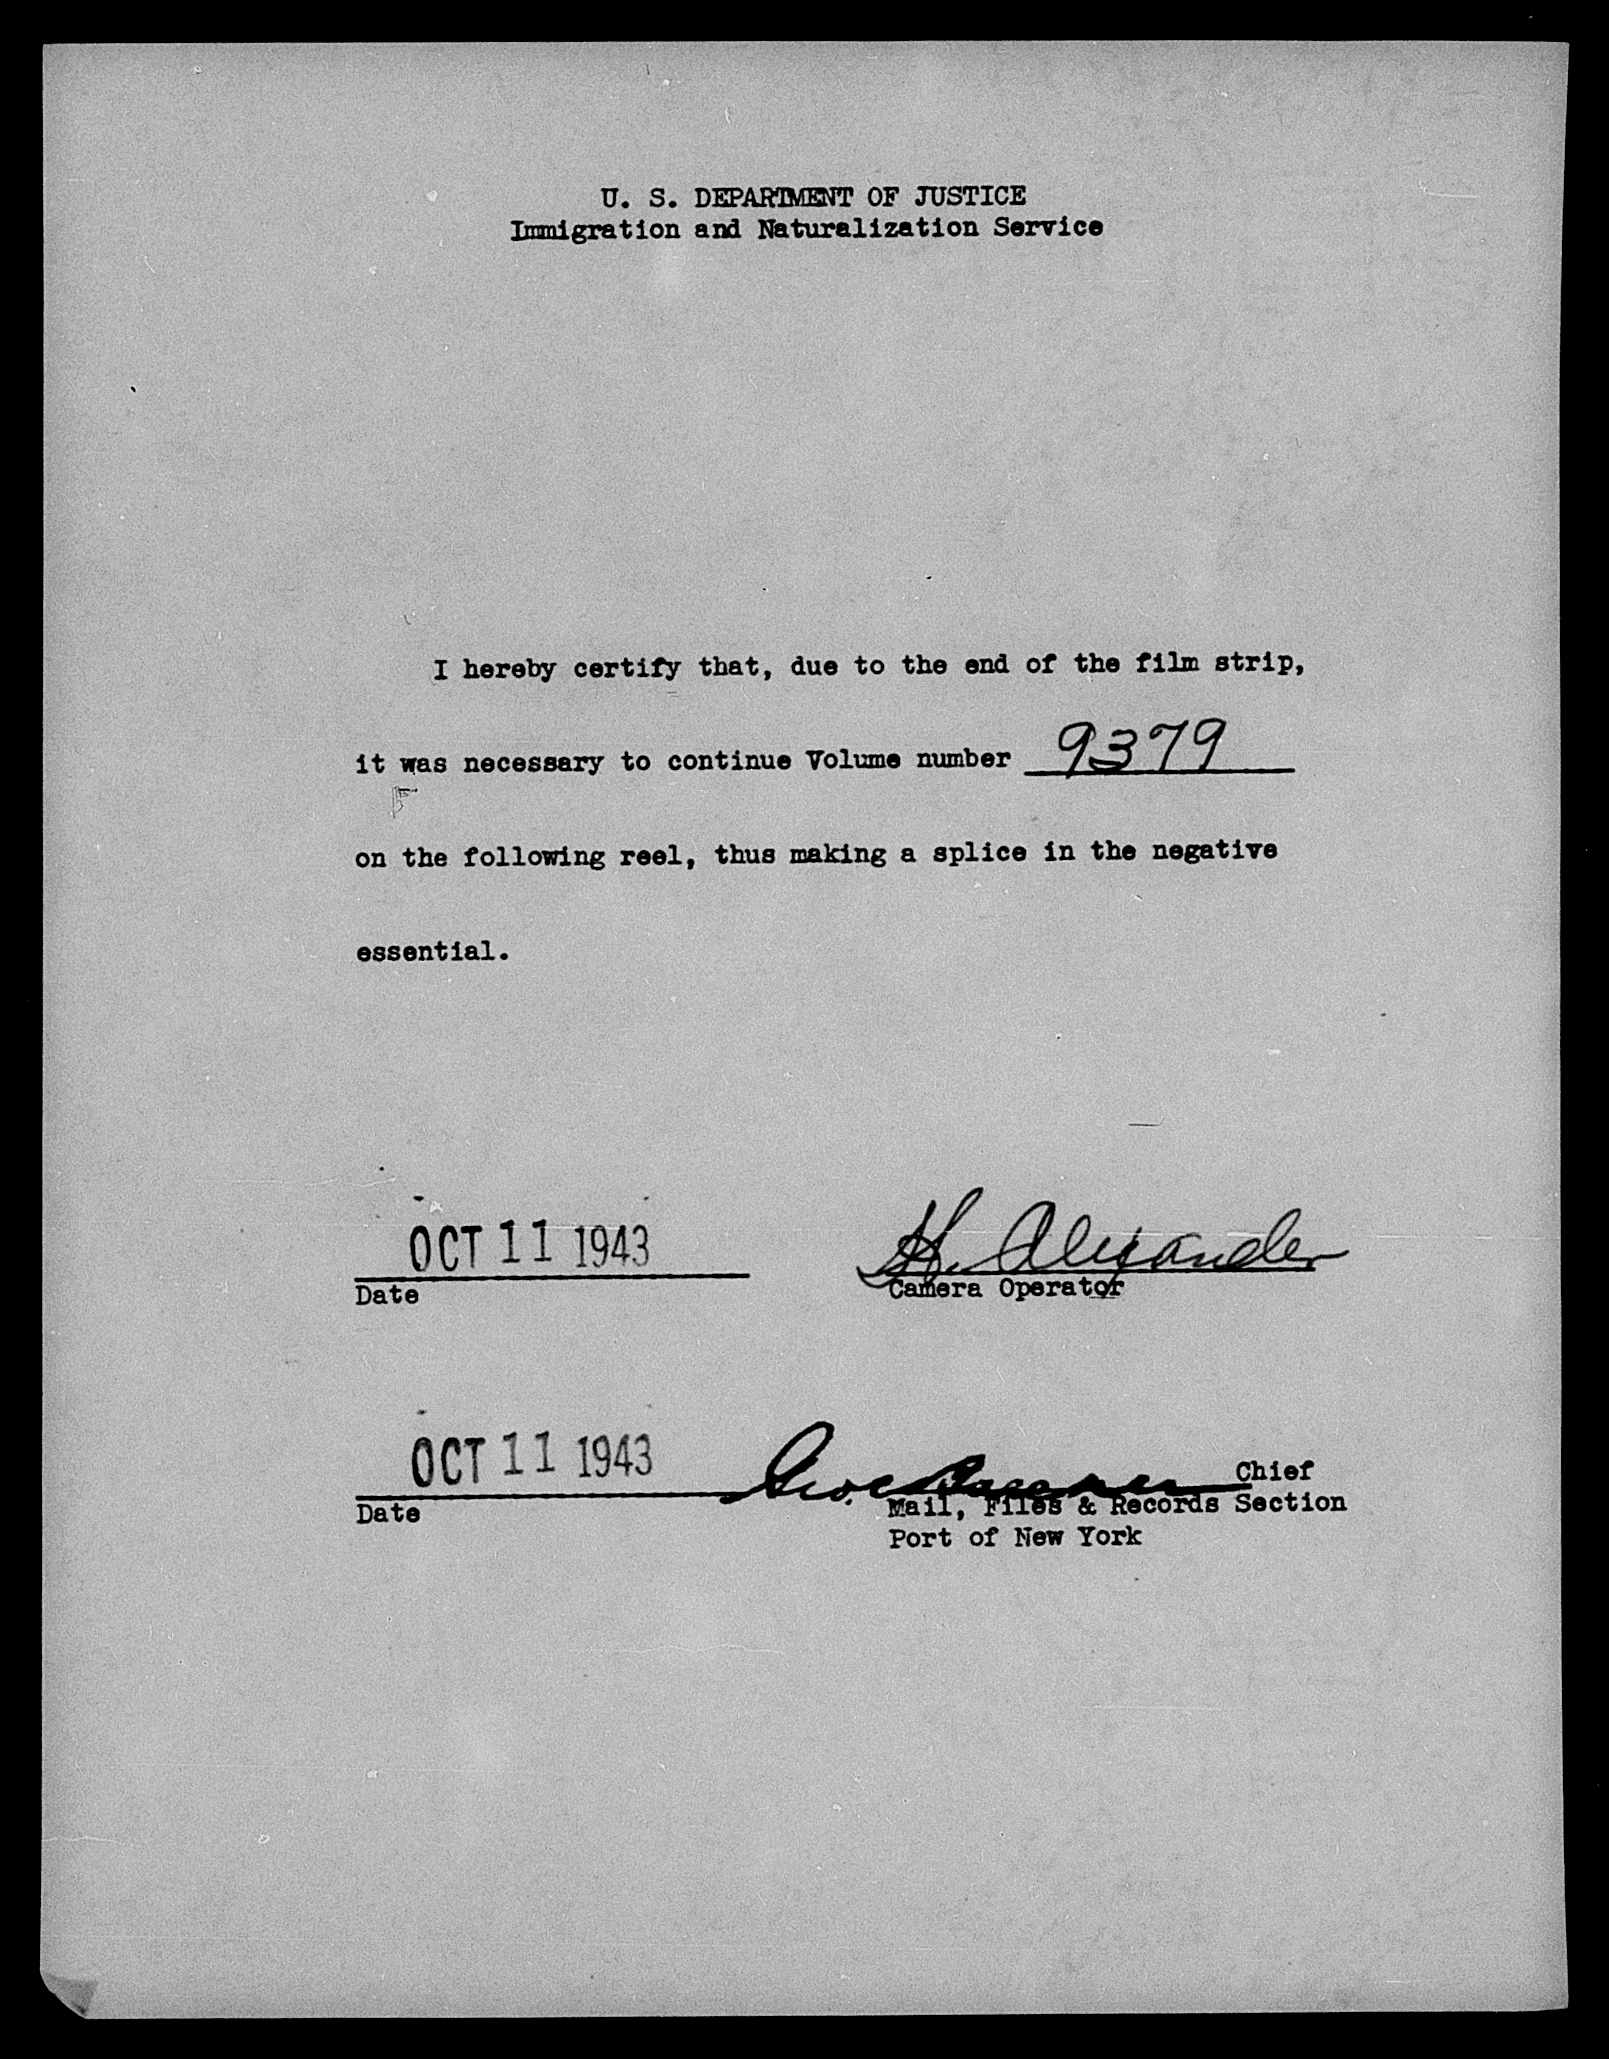 U. S. DEPARTMENT OF JUSTICE
Immigration and Naturalization Service
I hereby certify that, due to the end of the film strip,
it was necessary to continue Volume number 9379
on the following reel, thus making a splice in the negative
essential.
OCT 11 1943 H. Alexander
Date Camera Operator
OCT 11 1943 Geo. Chief
Date Mail, Files & Records Section
Port of New York